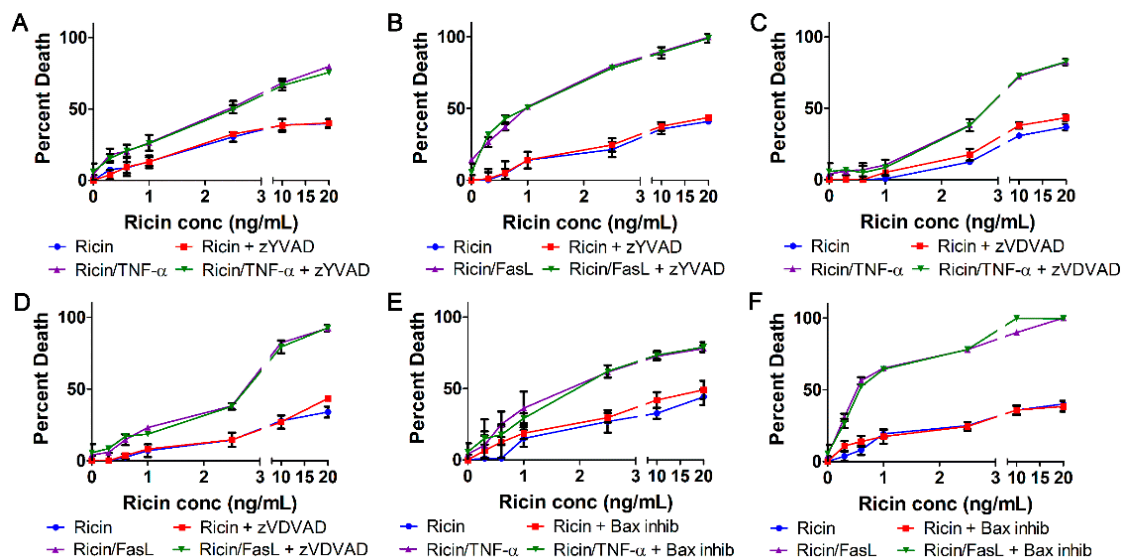 A
Percent Death
100
50
0
0 1 2 3 10 15 20
Ricin conc (ng/mL)
Ricin
Ricin + zYVAD
Ricin/TNF-α
Ricin/TNF-α + zYVAD
B
Percent Death
100
50
0
0 1 2 3 10 15 20
Ricin conc (ng/mL)
Ricin
Ricin + zYVAD
Ricin/FasL
Ricin/FasL + zYVAD
C
Percent Death
100
50
0
0 1 2 3 10 15 20
Ricin conc (ng/mL)
Ricin
Ricin + zVDVAD
Ricin/TNF-α
Ricin/TNF-α + zVDVAD
D
Percent Death
100
50
0
0 1 2 3 10 15 20
Ricin conc (ng/mL)
Ricin
Ricin + zVDVAD
Ricin/FasL
Ricin/FasL + zVDVAD
E
Percent Death
100
50
0
0 1 2 3 10 15 20
Ricin conc (ng/mL)
Ricin
Ricin + Bax inhib
Ricin/TNF-α
Ricin/TNF-α + Bax inhib
F
Percent Death
100
50
0
0 1 2 3 10 15 20
Ricin conc (ng/mL)
Ricin
Ricin + Bax inhib
Ricin/FasL
Ricin/FasL + Bax inhib